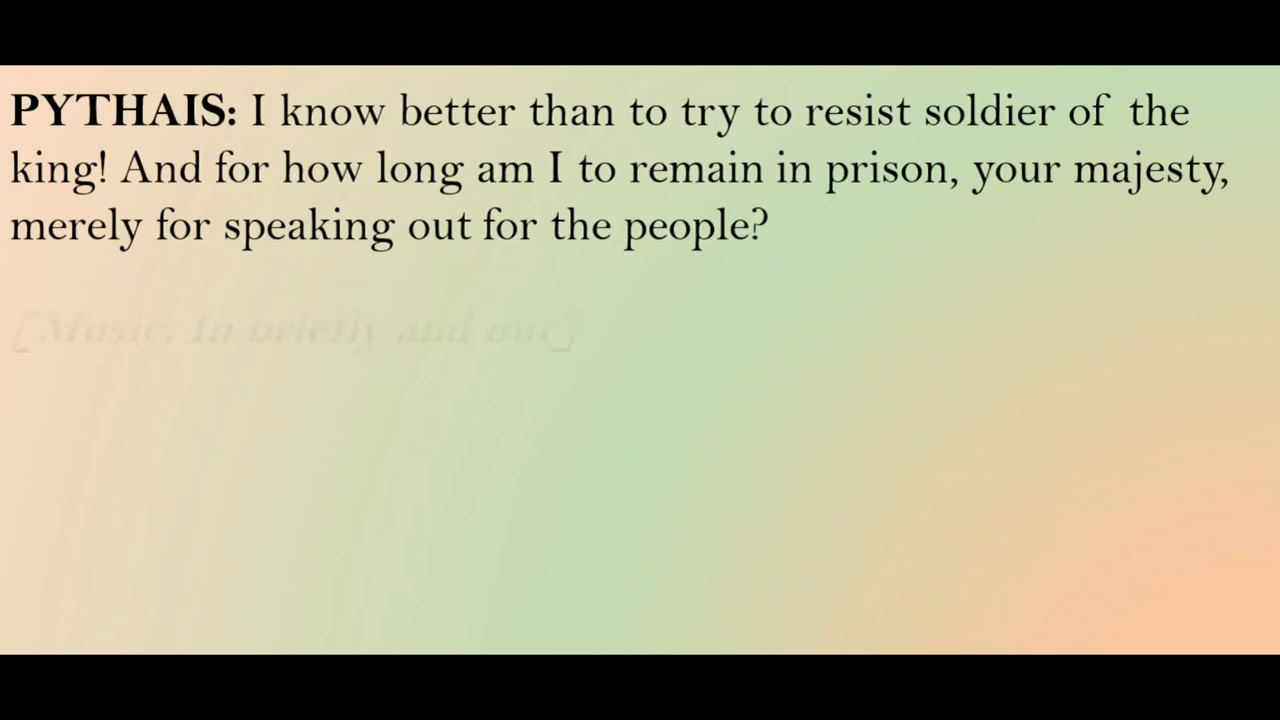 PYTHAIS: I know better than to try to resist soldier of the
king! And for how long am I to remain in prison, your majesty,
merely for speaking out for the people?
[Music: In briefly and out]